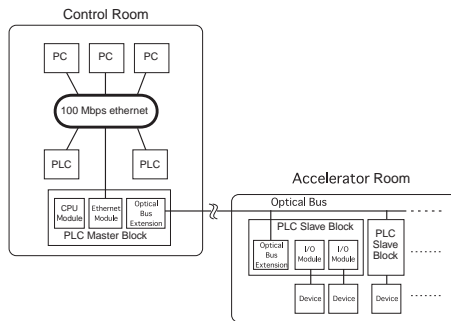 Control Room
PC PC PC
100 Mbps ethernet
PLC PLC
CPU
Module
Ethernet
Module
Optical
Bus
Extension
PLC Master Block
Accelerator Room
Optical Bus
PLC Slave Block
Optical
Bus
Extension
I/O
Module
I/O
Module
PLC
Slave
Block
Device Device Device